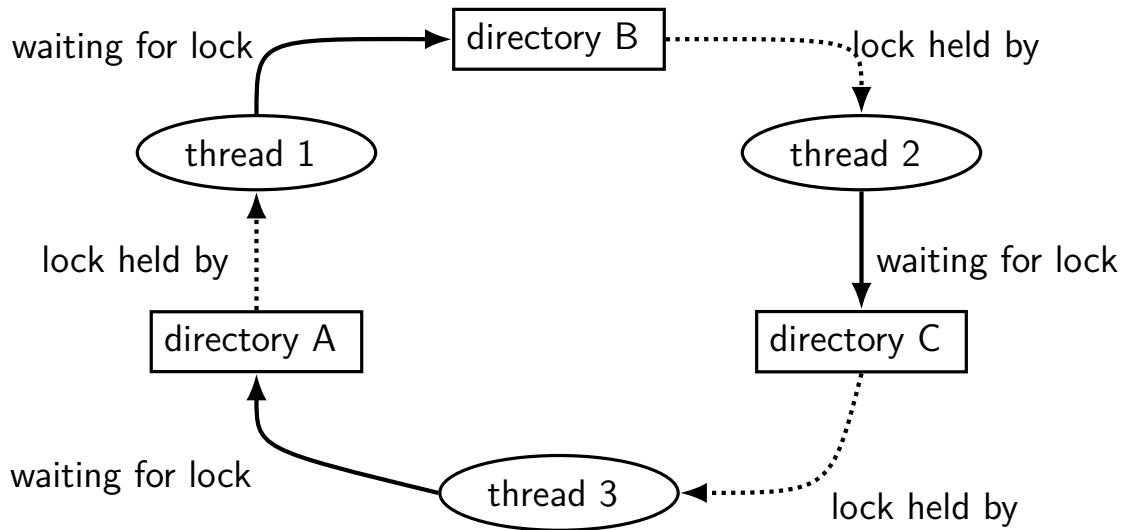 waiting for lock
directory B
lock held by
thread 1
thread 2
lock held by
waiting for lock
directory A
directory C
waiting for lock
thread 3
lock held by